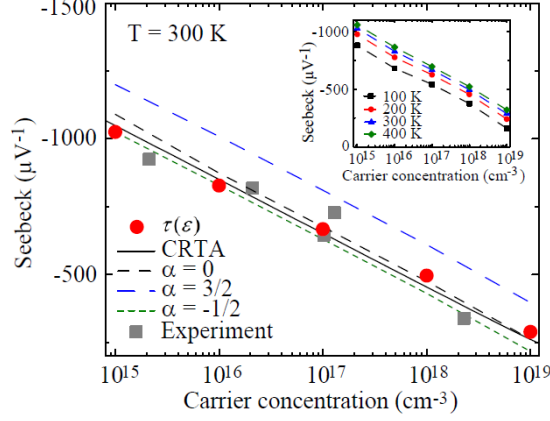 -1500
T = 300 K
-1000
-500
Seebeck (μV⁻¹)
τ(ε)
CRTA
α = 0
α = 3/2
α = -1/2
Experiment
10¹⁵ 10¹⁶ 10¹⁷ 10¹⁸ 10¹⁹
Carrier concentration (cm⁻³)
-1000
-500
0
Seebeck (μV⁻¹)
100 K
200 K
300 K
400 K
10¹⁵ 10¹⁶ 10¹⁷ 10¹⁸ 10¹⁹
Carrier concentration (cm⁻³)